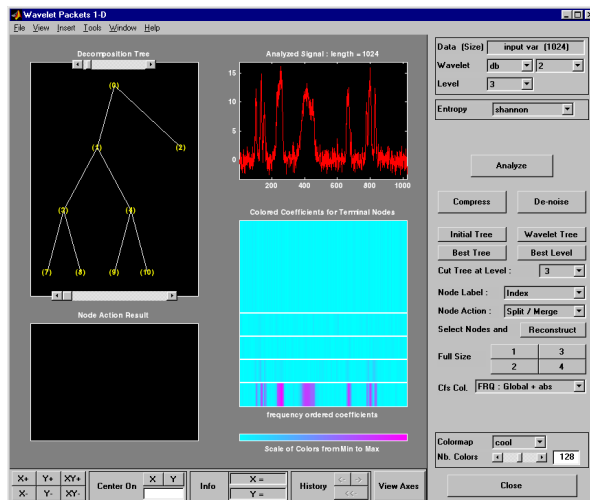 Wavelet Packets 1-D
File View Insert Tools Window Help
Decomposition Tree
(0)
(1) (2)
(3) (4)
(7) (8) (9) (10)
Node Action Result
Analyzed Signal : length = 1024
15
10
5
0
200 400 600 800 1000
Colored Coefficients for Terminal Nodes
frequency ordered coefficients
Scale of Colors from Min to Max
Data (Size) input var (1024)
Wavelet db 2
Level 3
Entropy shannon
Analyze
Compress De-noise
Initial Tree Wavelet Tree
Best Tree Best Level
Cut Tree at Level : 3
Node Label : Index
Node Action : Split / Merge
Select Nodes and Reconstruct
Full Size 1 3
2 4
Cfs Col. FRQ : Global + abs
Colormap cool
Nb. Colors 128
Close
X+ Y+ XY+ Center On X Y Info X = History <- -> View Axes
X- Y- XY- Y = <<-